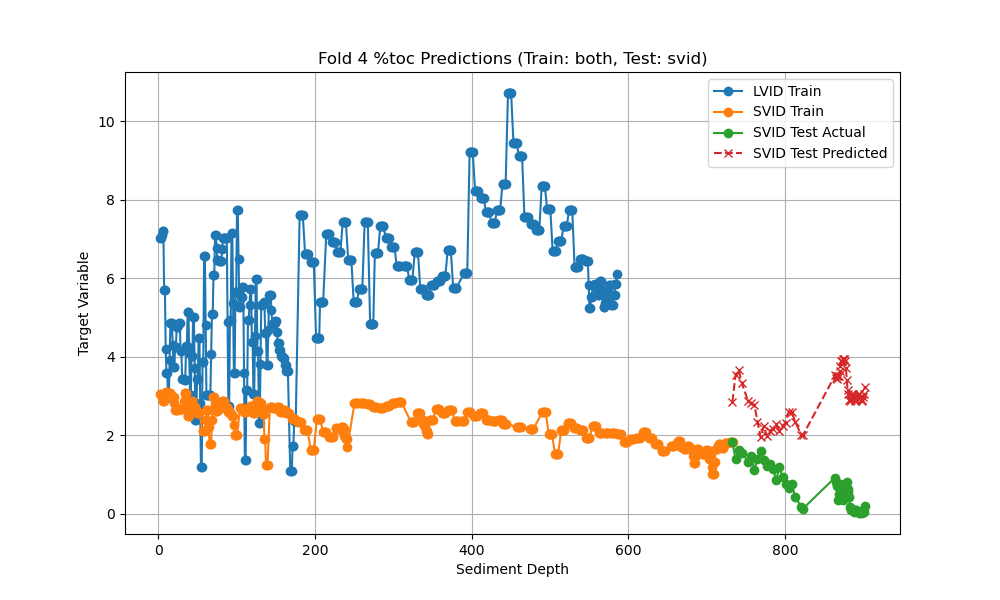 Fold 4 %toc Predictions (Train: both, Test: svid)
LVID Train
SVID Train
SVID Test Actual
SVID Test Predicted
Target Variable
10
8
6
4
2
0
0 200 400 600 800
Sediment Depth